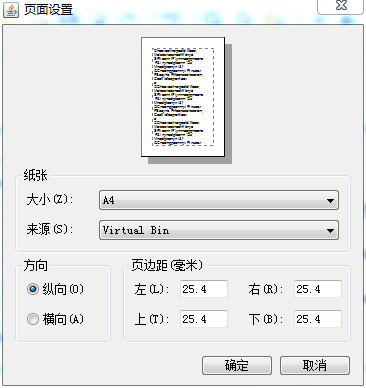 页面设置
纸张
大小(Z): A4
来源(S): Virtual Bin
方向
纵向(O)
横向(A)
页边距(毫米)
左(L): 25.4 右(R): 25.4
上(T): 25.4 下(B): 25.4
确定 取消